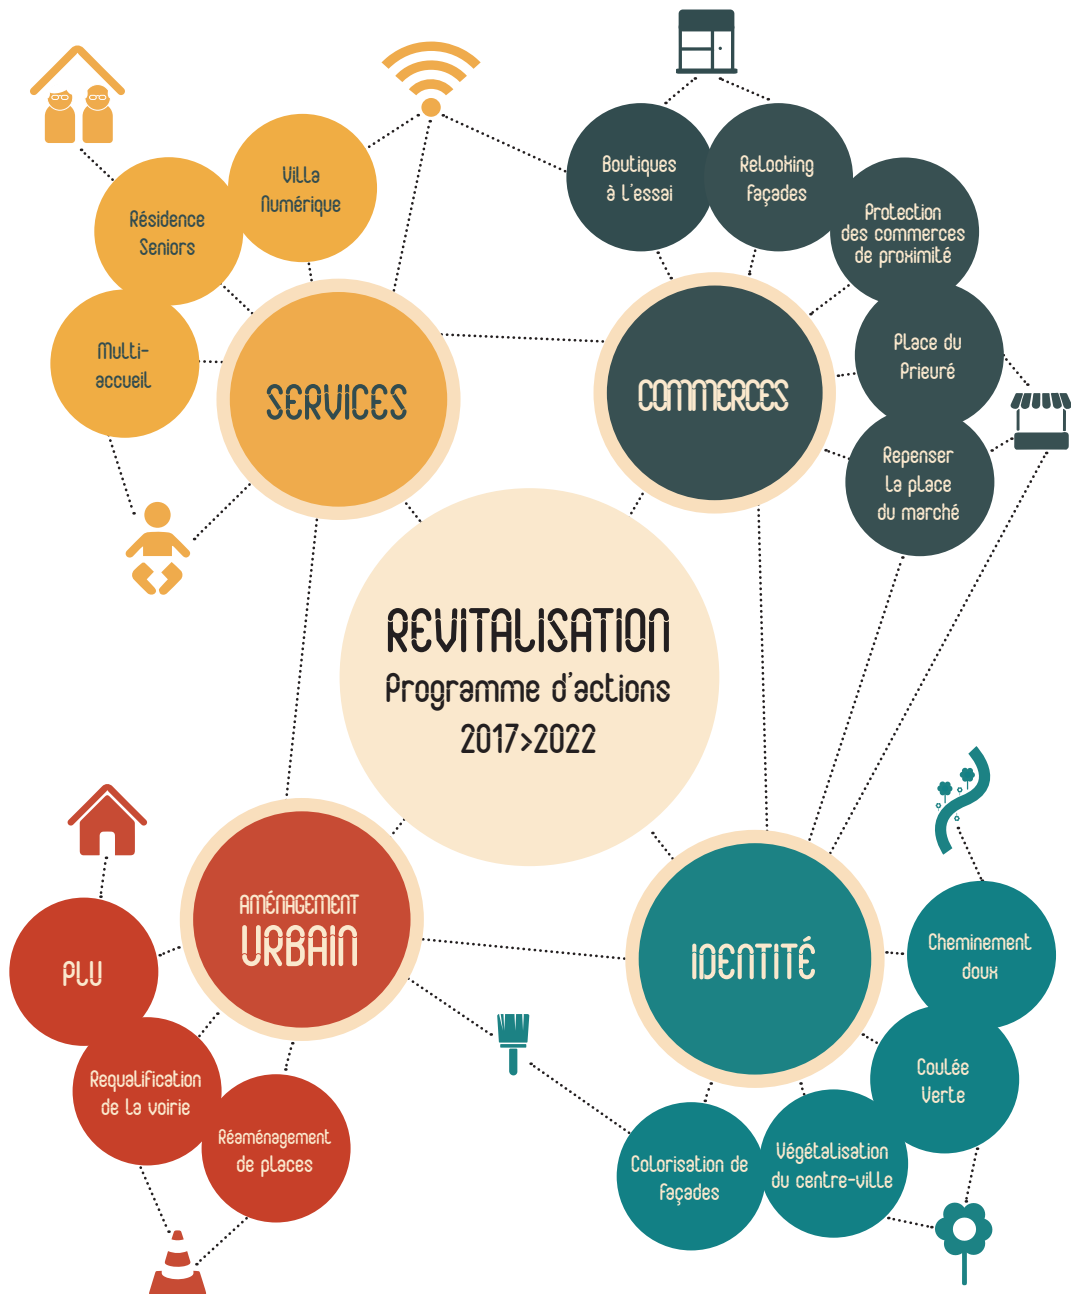 Villa
Numérique
Résidence
Seniors
Multi-
accueil
SERVICES
Boutiques
à l'essai
Relooking
façades
Protection
des commerces
de proximité
Place du
Prieuré
Repenser
la place
du marché
COMMERCES
REVITALISATION
Programme d'actions
2017>2022
AMÉNAGEMENT
URBAIN
PLU
Requalification
de la voirie
Réaménagement
de places
IDENTITÉ
Cheminement
doux
Coulée
Verte
Végétalisation
du centre-ville
Colorisation de
façades